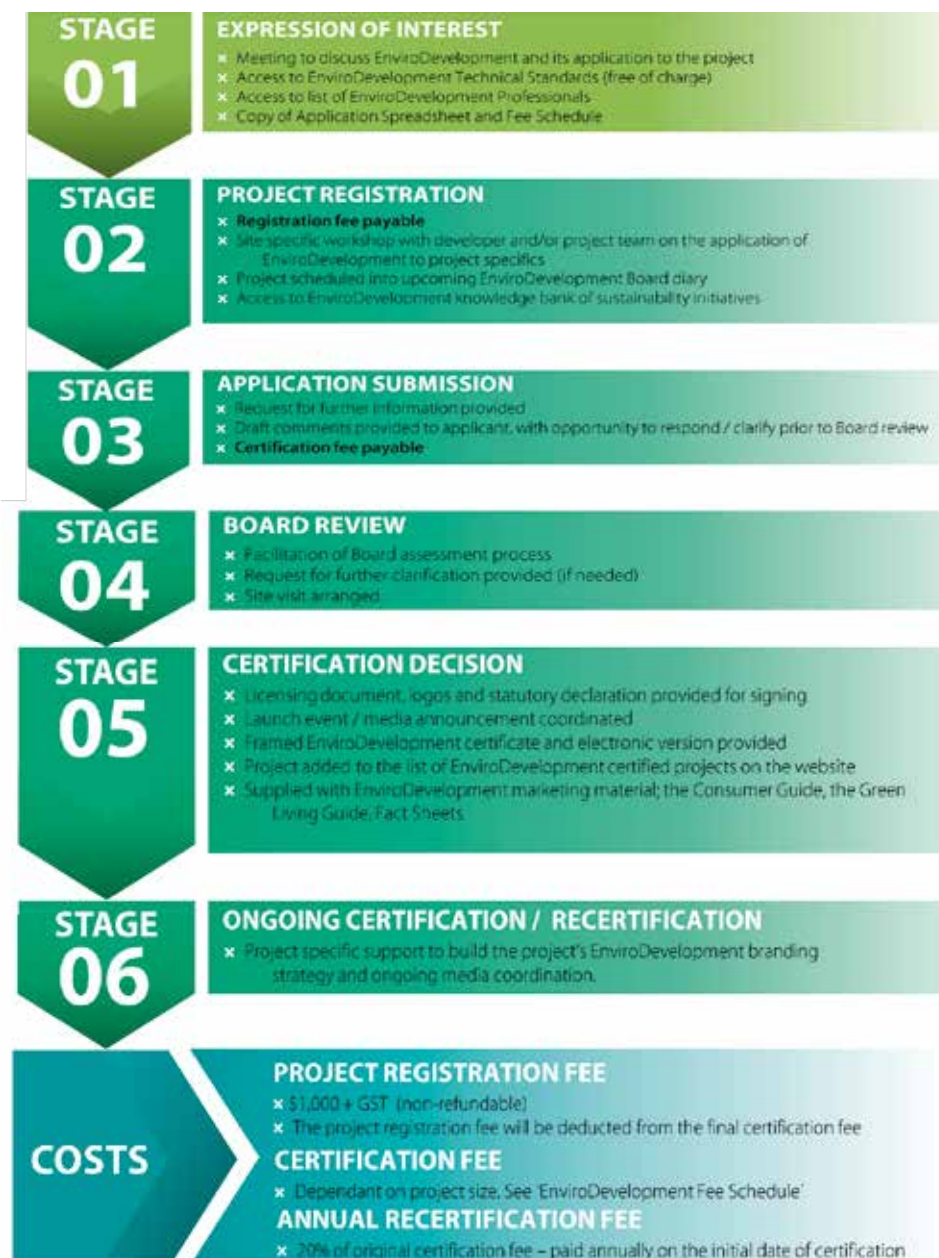 STAGE
01
EXPRESSION OF INTEREST
× Meeting to discuss EnviroDevelopment and its application to the project
× Access to EnviroDevelopment Technical Standards (free of charge)
× Access to list of EnviroDevelopment Professionals
× Copy of Application Spreadsheet and Fee Schedule
STAGE
02
PROJECT REGISTRATION
× Registration fee payable
× Site specific workshop with developer and/or project team on the application of
EnviroDevelopment to project specifics
× Project scheduled into upcoming EnviroDevelopment Board diary
× Access to EnviroDevelopment knowledge bank of sustainability initiatives
STAGE
03
APPLICATION SUBMISSION
× Request for further information provided
× Draft comments provided to applicant, with opportunity to respond / clarify prior to Board review
× Certification fee payable
STAGE
04
BOARD REVIEW
× Facilitation of Board assessment process
× Request for further clarification provided (if needed)
× Site visit arranged
STAGE
05
CERTIFICATION DECISION
× Licensing document, logos and statutory declaration provided for signing
× Launch event / media announcement coordinated
× Framed EnviroDevelopment certificate and electronic version provided
× Project added to the list of EnviroDevelopment certified projects on the website
× Supplied with EnviroDevelopment marketing material; the Consumer Guide, the Green
Living Guide, Fact Sheets
STAGE
06
ONGOING CERTIFICATION / RECERTIFICATION
× Project specific support to build the project's EnviroDevelopment branding
strategy and ongoing media coordination.
COSTS
PROJECT REGISTRATION FEE
× $1,000 + GST (non-refundable)
× The project registration fee will be deducted from the final certification fee
CERTIFICATION FEE
× Dependant on project size. See 'EnviroDevelopment Fee Schedule'
ANNUAL RECERTIFICATION FEE
× 20% of original certification fee – paid annually on the initial date of certification